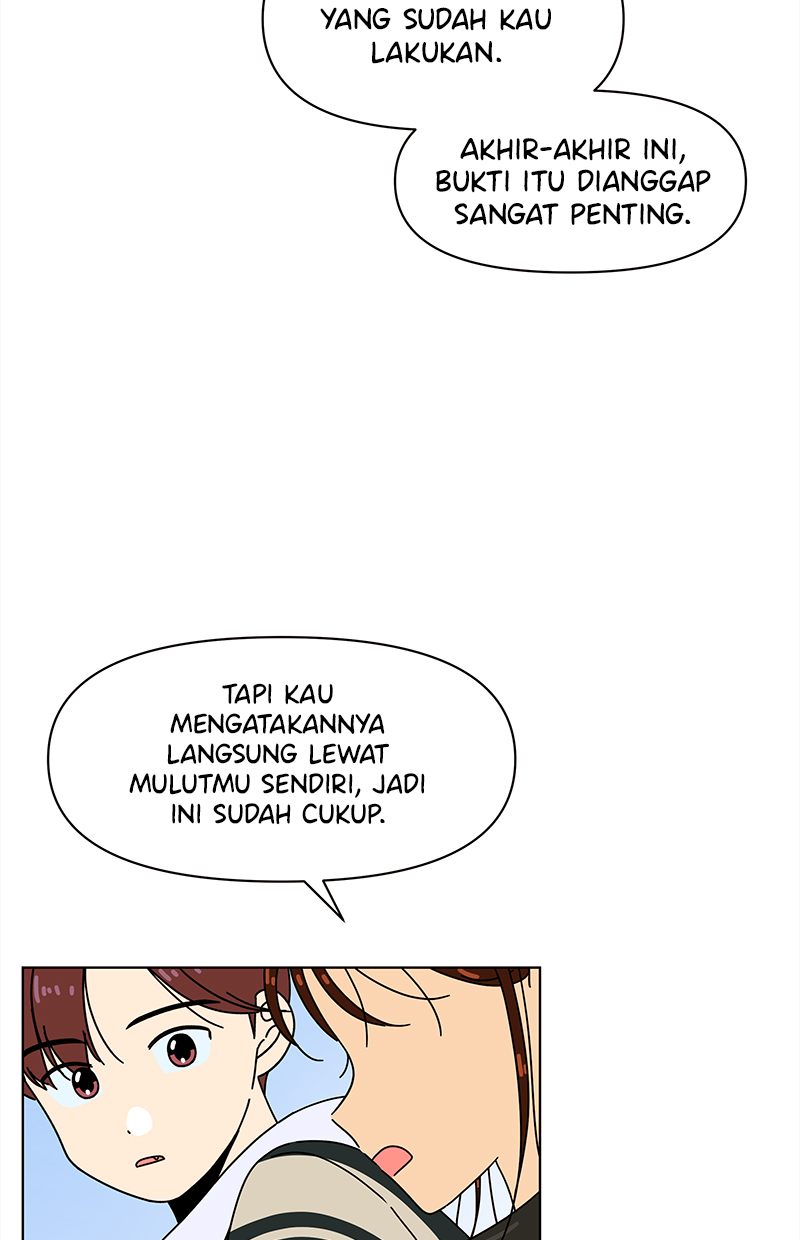 YANG SUDAH KAU
LAKUKAN.
AKHIR-AKHIR INI,
BUKTI ITU DIANGGAP
SANGAT PENTING.
TAPI KAU
MENGATAKANNYA
LANGSUNG LEWAT
MULUTMU SENDIRI, JADI
INI SUDAH CUKUP.